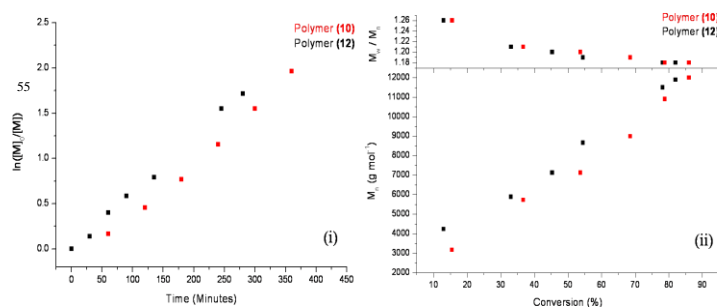 Polymer (10)
Polymer (12)
55
ln([M]₀/[M])
2.5
2.0
1.5
1.0
0.5
0.0
0 50 100 150 200 250 300 350 400 450
Time (Minutes)
(i)
Polymer (10)
Polymer (12)
Mw / Mn
1.26
1.24
1.22
1.20
1.18
Mn (g mol⁻¹)
12000
11000
10000
9000
8000
7000
6000
5000
4000
3000
2000
10 20 30 40 50 60 70 80 90
Conversion (%)
(ii)